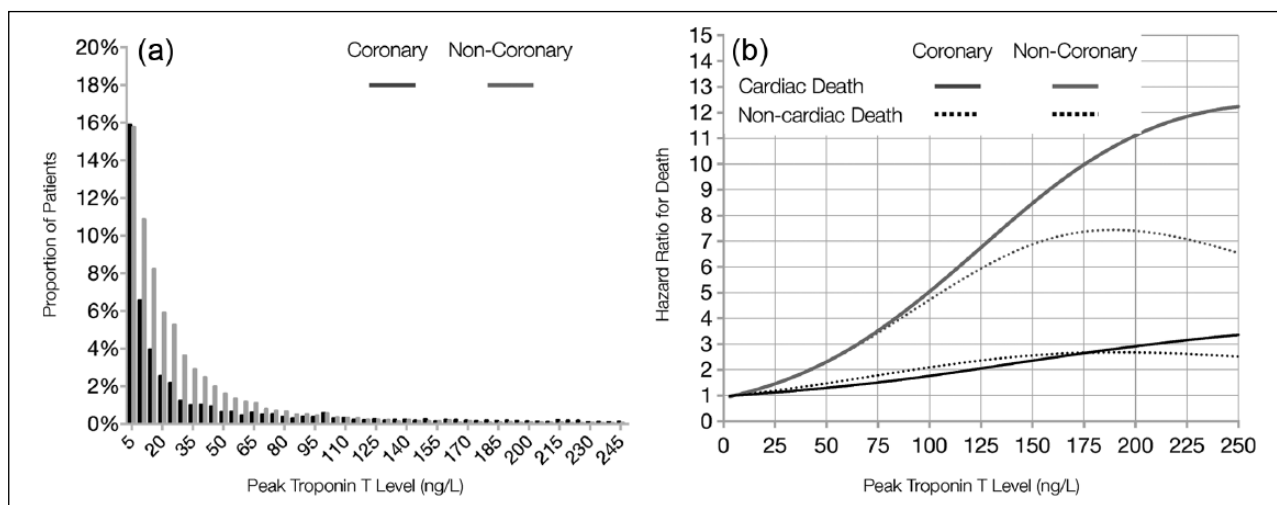 (a)
Coronary Non-Coronary
20%
18%
16%
14%
12%
10%
8%
6%
4%
2%
0%
Proportion of Patients
5 20 35 50 65 80 95 110 125 140 155 170 185 200 215 230 245
Peak Troponin T Level (ng/L)
(b)
Coronary Non-Coronary
Cardiac Death
Non-cardiac Death
15
14
13
12
11
10
9
8
7
6
5
4
3
2
1
0
Hazard Ratio for Death
0 25 50 75 100 125 150 175 200 225 250
Peak Troponin T Level (ng/L)